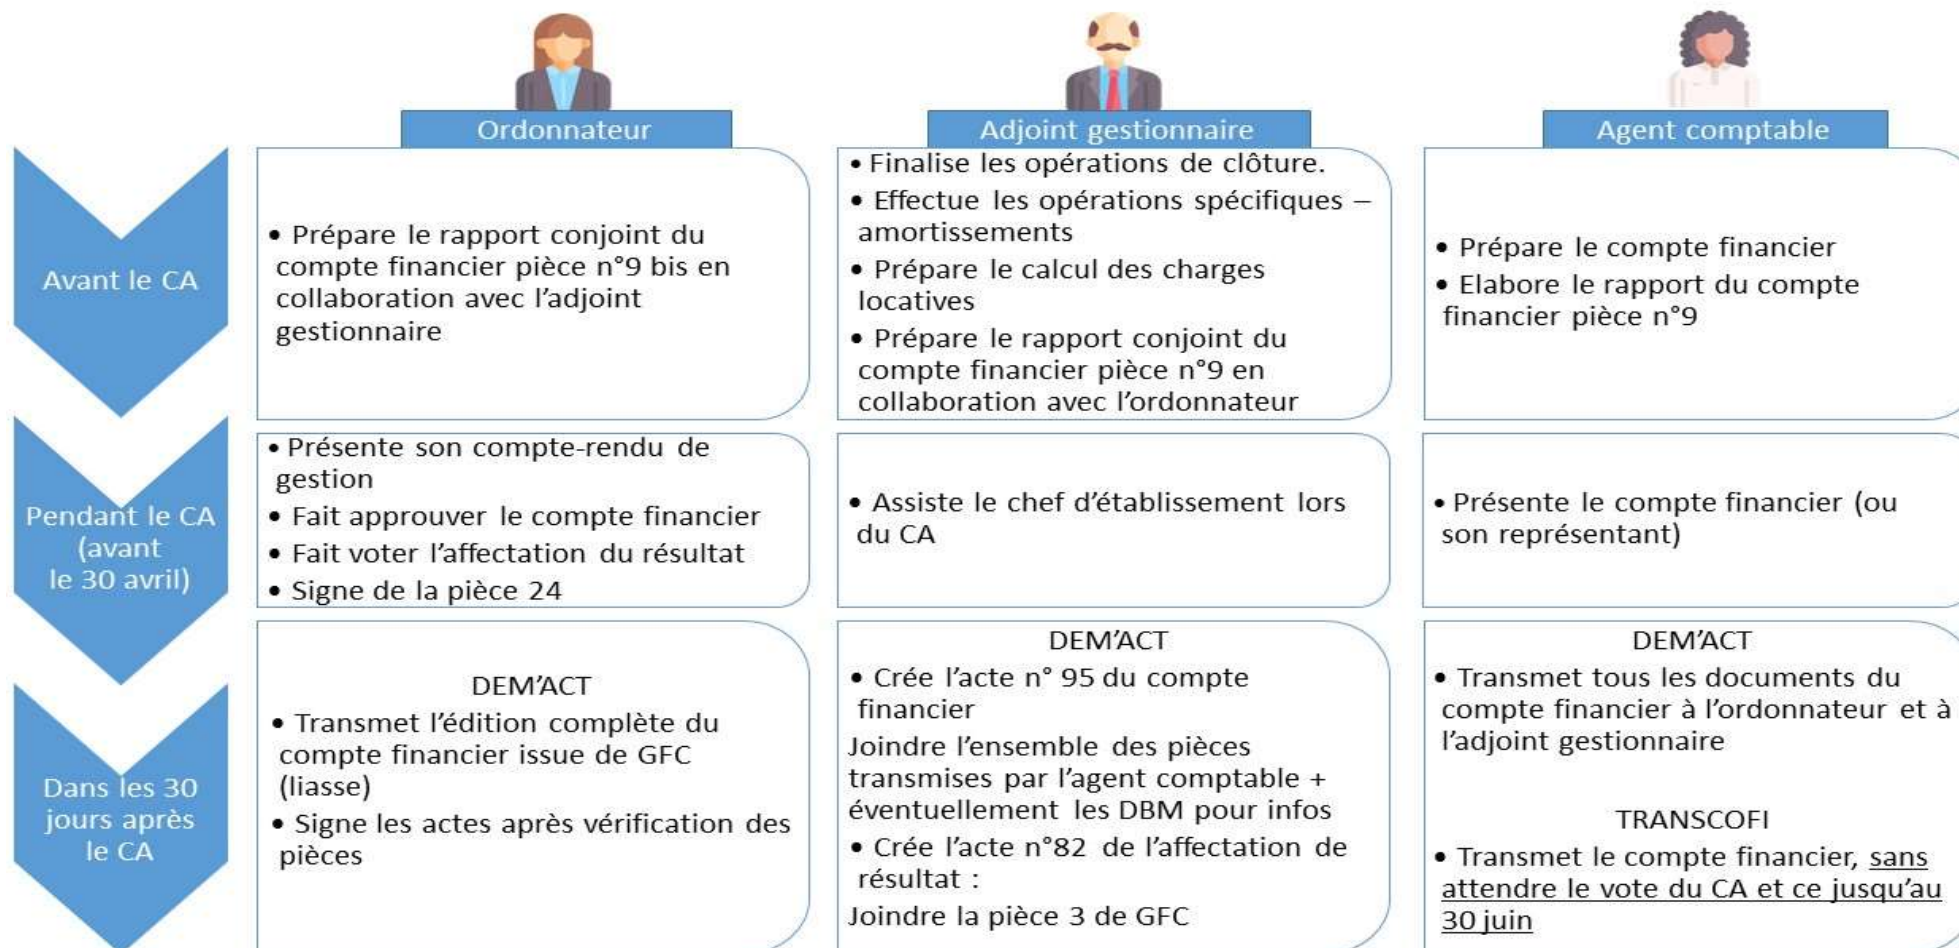 Ordonnateur
Adjoint gestionnaire
Agent comptable
Avant le CA
• Prépare le rapport conjoint du
compte financier pièce n°9 bis en
collaboration avec l’adjoint
gestionnaire
• Finalise les opérations de clôture.
• Effectue les opérations spécifiques –
amortissements
• Prépare le calcul des charges
locatives
• Prépare le rapport conjoint du
compte financier pièce n°9 en
collaboration avec l’ordonnateur
• Prépare le compte financier
• Elabore le rapport du compte
financier pièce n°9
Pendant le CA
(avant
le 30 avril)
• Présente son compte-rendu de
gestion
• Fait approuver le compte financier
• Fait voter l’affectation du résultat
• Signe de la pièce 24
• Assiste le chef d’établissement lors
du CA
• Présente le compte financier (ou
son représentant)
Dans les 30
jours après
le CA
DEM’ACT
• Transmet l’édition complète du
compte financier issue de GFC
(liasse)
• Signe les actes après vérification des
pièces
DEM’ACT
• Crée l’acte n° 95 du compte
financier
Joindre l’ensemble des pièces
transmises par l’agent comptable +
éventuellement les DBM pour infos
• Crée l’acte n°82 de l’affectation de
résultat :
Joindre la pièce 3 de GFC
DEM’ACT
• Transmet tous les documents du
compte financier à l’ordonnateur et à
l’adjoint gestionnaire
TRANSCOFI
• Transmet le compte financier, sans
attendre le vote du CA et ce jusqu’au
30 juin